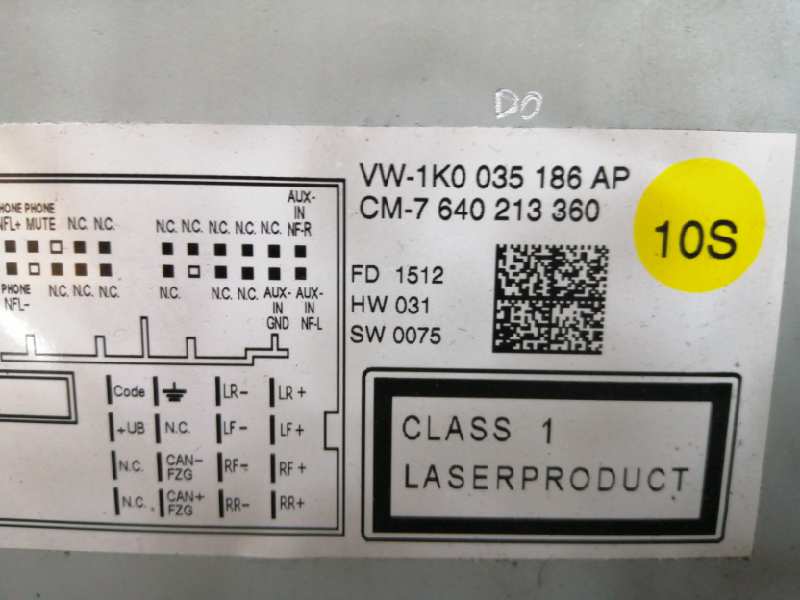 DO
VW-1K0 035 186 AP
CM-7 640 213 360
10S
FD 1512
HW 031
SW 0075
CLASS 1
LASERPRODUCT
PHONE
NFL+ MUTE N.C. N.C.
N.C. N.C. N.C. N.C. N.C. AUX-IN NF-R
PHONE NFL- N.C. N.C. N.C.
N.C. N.C. N.C. AUX-IN GND AUX-IN NF-L
Code LR- LR+
+UB N.C. LF- LF+
N.C. CAN- FZG RF- RF+
N.C. CAN+ FZG RR- RR+